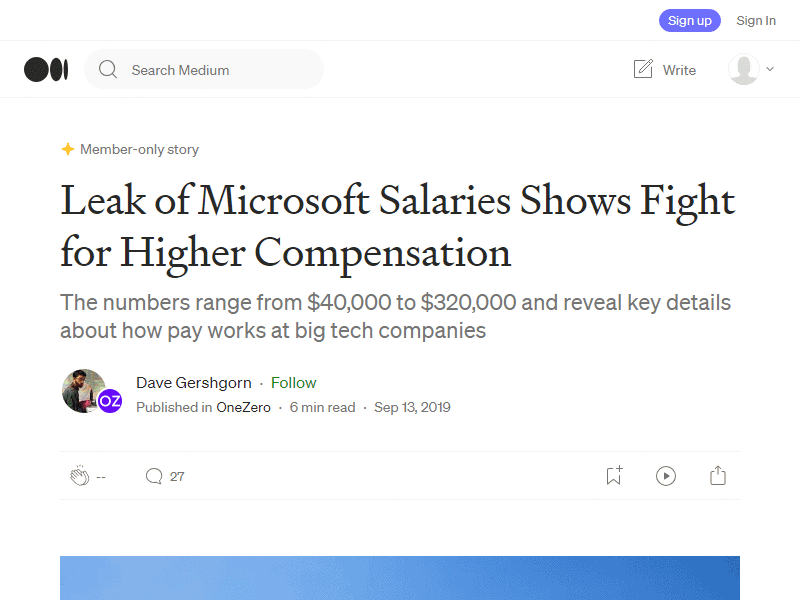 Sign up Sign In
Search Medium Write
Member-only story
Leak of Microsoft Salaries Shows Fight
for Higher Compensation
The numbers range from $40,000 to $320,000 and reveal key details
about how pay works at big tech companies
Dave Gershgorn · Follow
OZ
Published in OneZero · 6 min read · Sep 13, 2019
-- 27